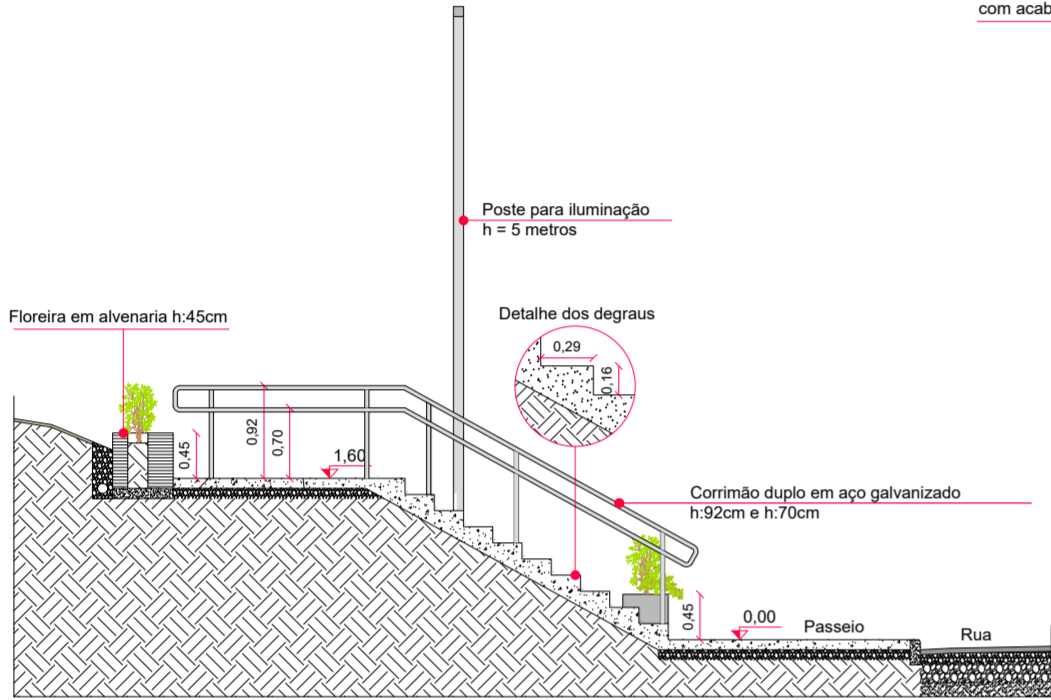 com acab
Poste para iluminação
h = 5 metros
Floreira em alvenaria h:45cm
Detalhe dos degraus
0,29
0,16
0,45
0,92
0,70
1,60
Corrimão duplo em aço galvanizado
h:92cm e h:70cm
0,45
0,00
Passeio
Rua